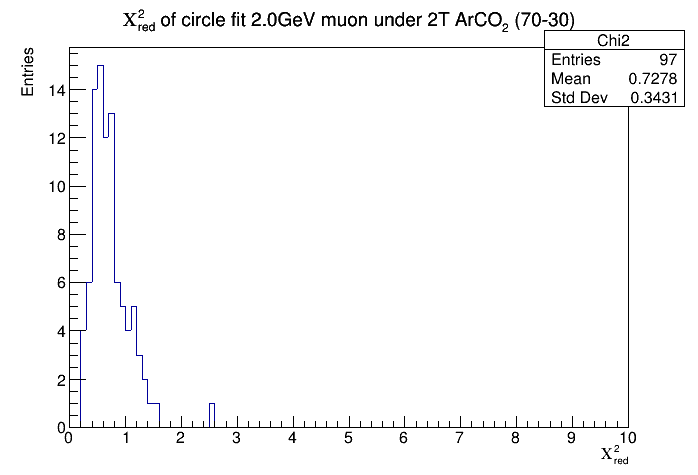 χ²red of circle fit 2.0GeV muon under 2T ArCO₂ (70-30)
Chi2
Entries 97
Mean 0.7278
Std Dev 0.3431
Entries
14
12
10
8
6
4
2
0
0 1 2 3 4 5 6 7 8 9 10
χ²red